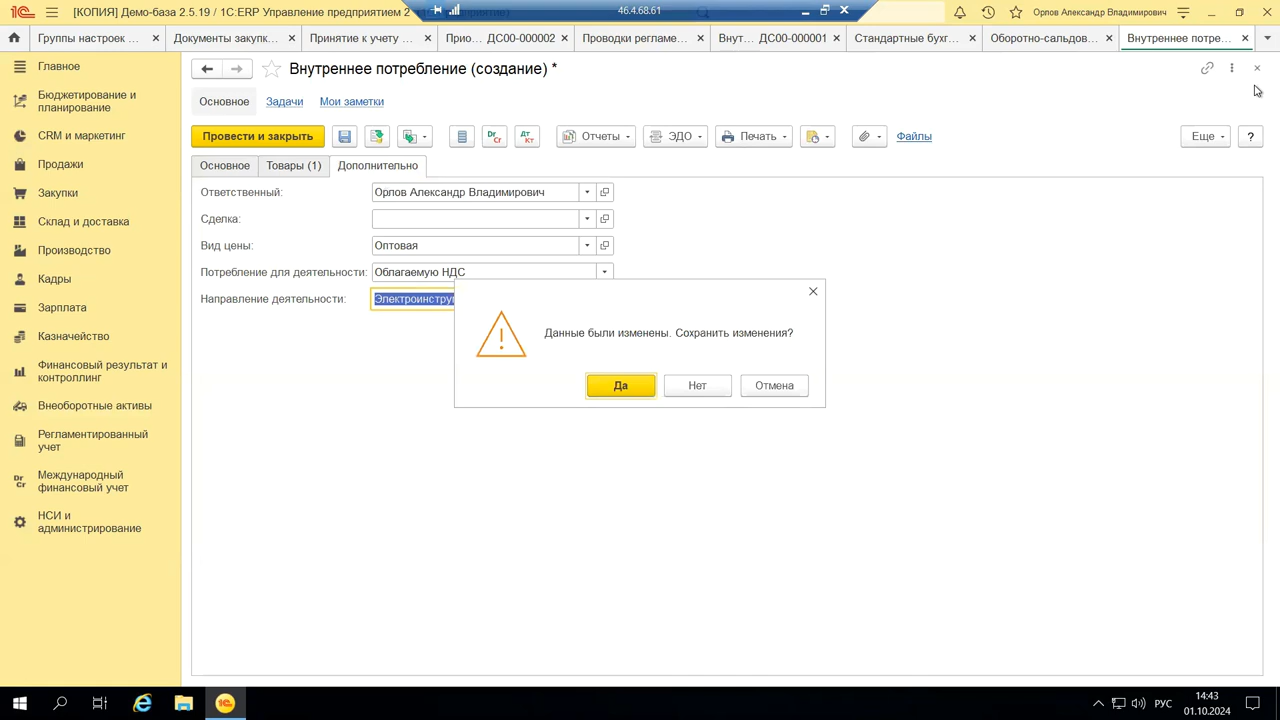 [КОПИЯ] Демо-база 2.5.19 / 1С:ERP Управление предприятием 2
46.4.68.61
Орлов Александр Владимирович
Группы настроек ...
Документы закупк...
Принятие к учету ...
Прио... ДС00-000002
Проводки регламе...
Внут... ДС00-000001
Стандартные бухг...
Оборотно-сальдов...
Внутреннее потре...
Главное
Бюджетирование и
планирование
CRM и маркетинг
Продажи
Закупки
Склад и доставка
Производство
Кадры
Зарплата
Казначейство
Финансовый результат и
контроллинг
Внеоборотные активы
Регламентированный
учет
Международный
финансовый учет
НСИ и
администрирование
Внутреннее потребление (создание) *
Основное
Задачи
Мои заметки
Провести и закрыть
Отчеты
ЭДО
Печать
Файлы
Еще
?
Основное
Товары (1)
Дополнительно
Ответственный:
Орлов Александр Владимирович
Сделка:
Вид цены:
Оптовая
Потребление для деятельности:
Облагаемую НДС
Направление деятельности:
Данные были изменены. Сохранить изменения?
Да
Нет
Отмена
РУС
14:43
01.10.2024